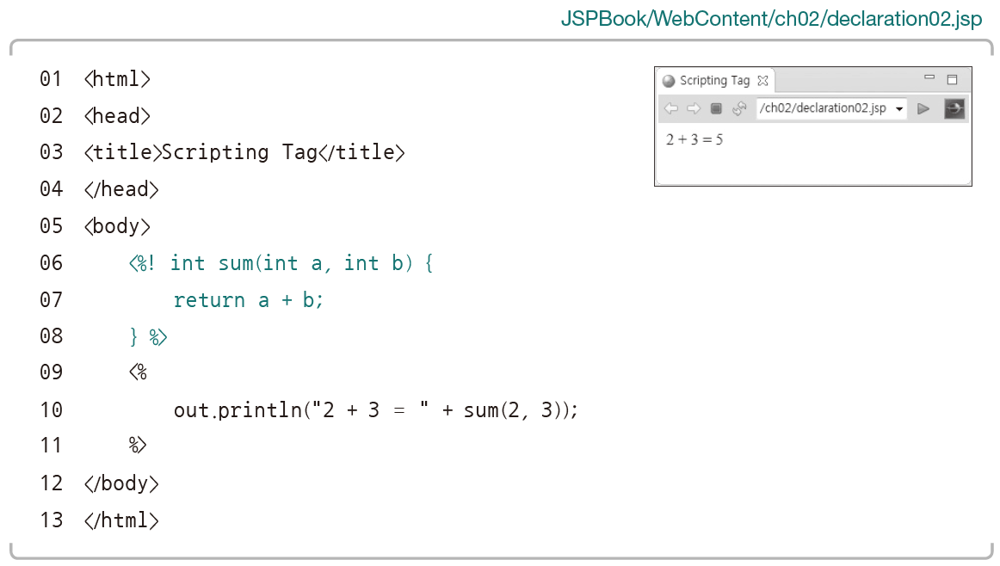 JSPBook/WebContent/ch02/declaration02.jsp
01 <html>
02 <head>
03 <title>Scripting Tag</title>
04 </head>
05 <body>
06     <%! int sum(int a, int b) {
07         return a + b;
08     } %>
09     <%
10         out.println("2 + 3 = " + sum(2, 3));
11     %>
12 </body>
13 </html>
Scripting Tag
/ch02/declaration02.jsp
2 + 3 = 5